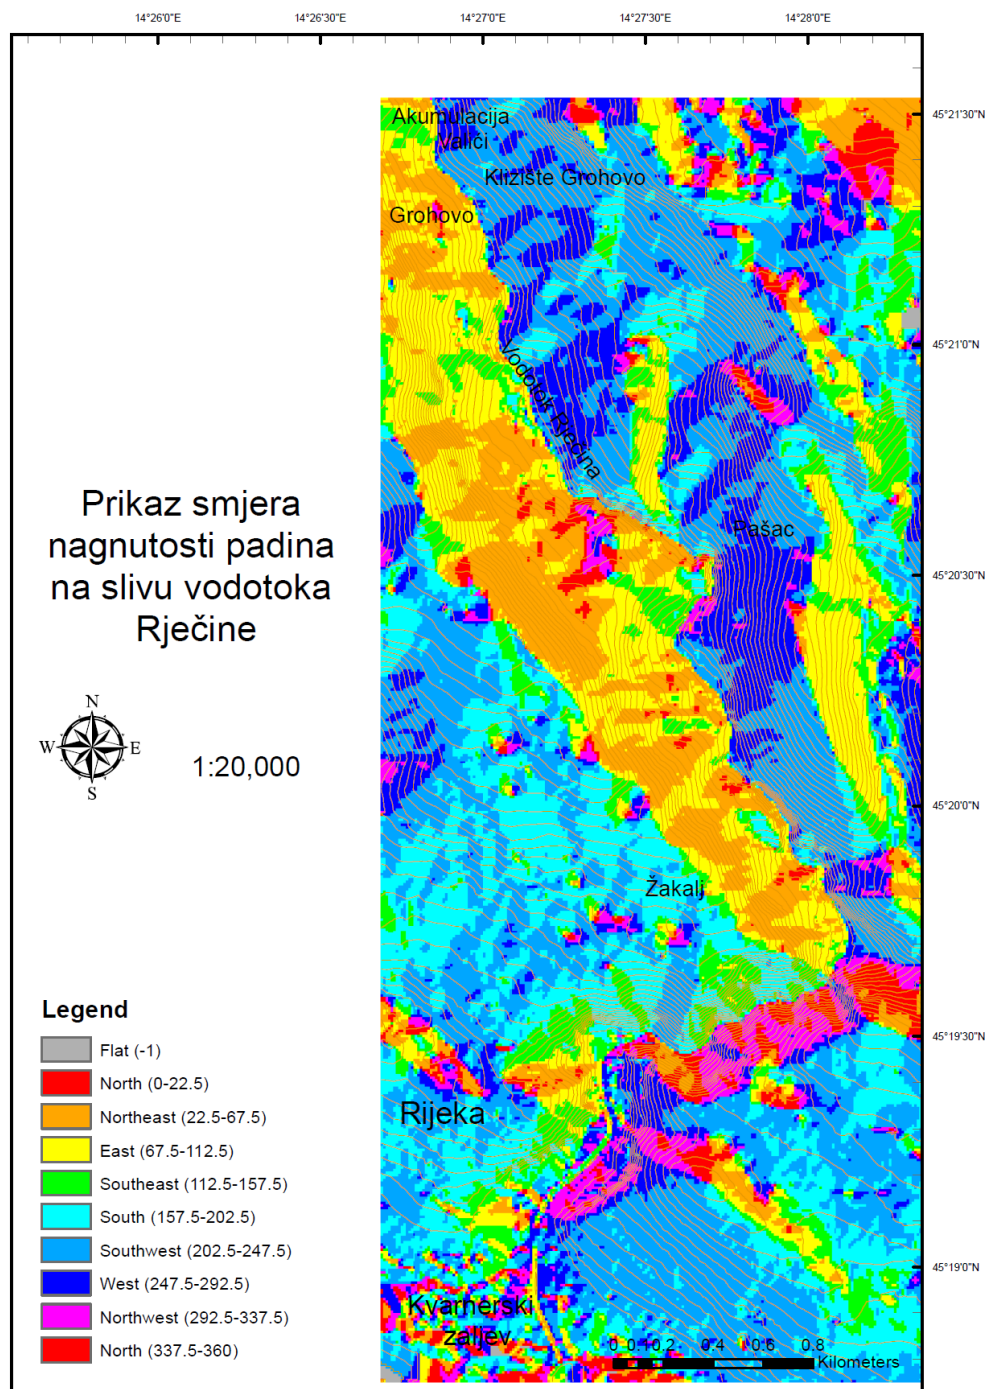 14°26'0"E 14°26'30"E 14°27'0"E 14°27'30"E 14°28'0"E
45°21'30"N
45°21'0"N
45°20'30"N
45°20'0"N
45°19'30"N
45°19'0"N
Akumulacija
Valići
Klizište Grohovo
Grohovo
Vodotok Rječina
Pašac
Žakalj
Rijeka
Kvarnerski
zaljev
Prikaz smjera
nagnutosti padina
na slivu vodotoka
Rječine
N
W E
S
1:20,000
Legend
Flat (-1)
North (0-22.5)
Northeast (22.5-67.5)
East (67.5-112.5)
Southeast (112.5-157.5)
South (157.5-202.5)
Southwest (202.5-247.5)
West (247.5-292.5)
Northwest (292.5-337.5)
North (337.5-360)
0 0.10.2 0.4 0.6 0.8
Kilometers